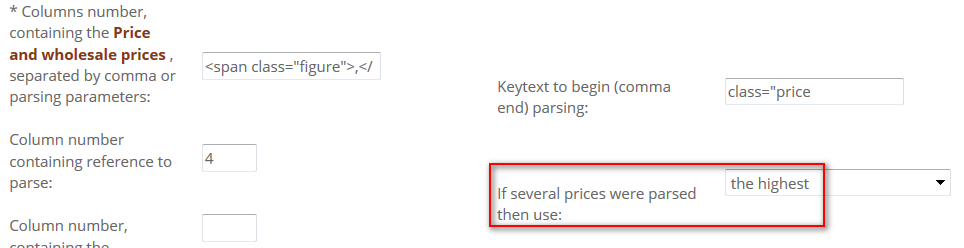 * Columns number,
containing the Price
and wholesale prices ,
separated by comma or
parsing parameters:
<span class="figure">,</
Keytext to begin (comma
end) parsing:
class="price
Column number
containing reference to
parse:
4
If several prices were parsed
then use:
the highest
Column number,
containing the